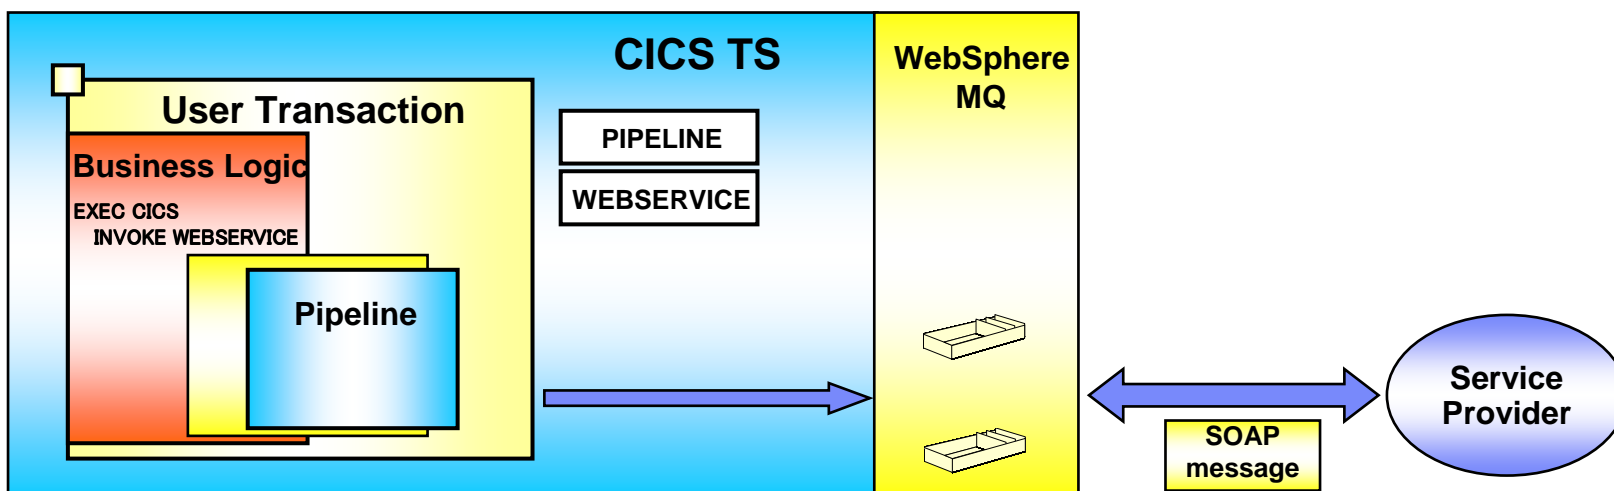 CICS TS
WebSphere
MQ
User Transaction
PIPELINE
Business Logic
WEBSERVICE
EXEC CICS
INVOKE WEBSERVICE
Pipeline
Service
Provider
SOAP
message